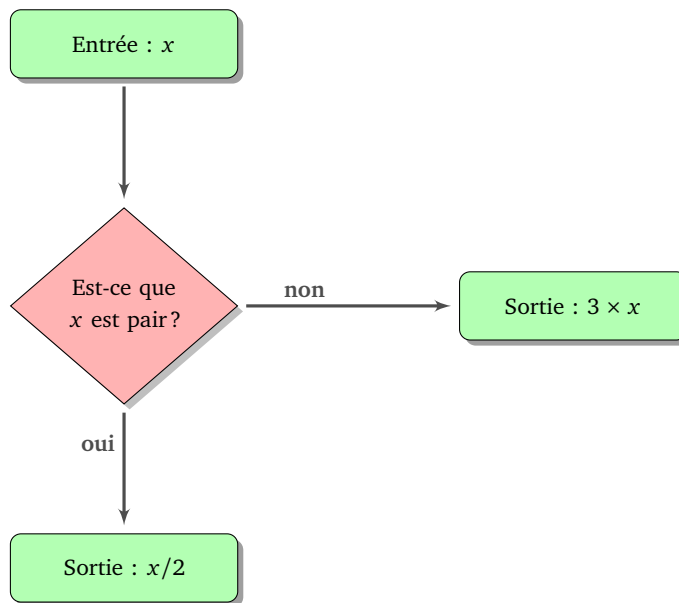 Entrée : x
Est-ce que
x est pair ?
non
Sortie : 3 × x
oui
Sortie : x/2